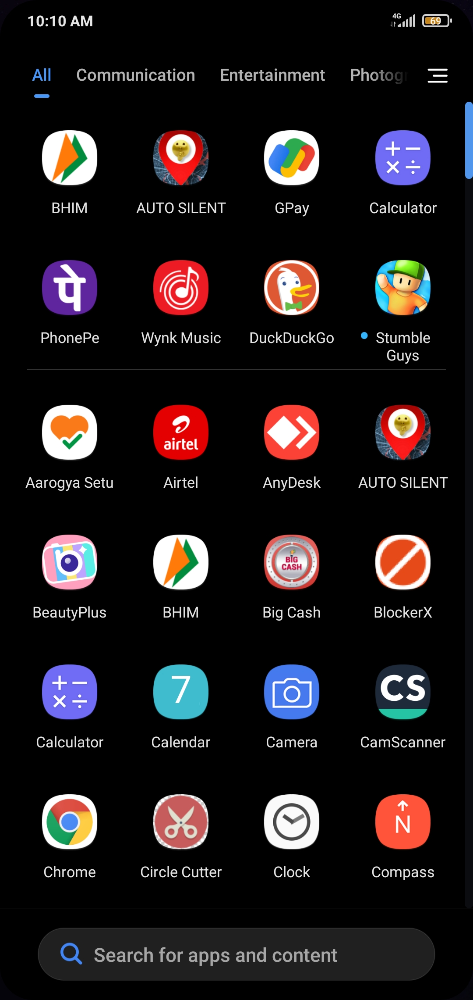 10:10 AM
4G
69
All Communication Entertainment Photog
BHIM AUTO SILENT GPay Calculator
पे
PhonePe Wynk Music DuckDuckGo Stumble Guys
airtel
Aarogya Setu Airtel AnyDesk AUTO SILENT
BIG
CASH
BeautyPlus BHIM Big Cash BlockerX
7
CS
Calculator Calendar Camera CamScanner
N
Chrome Circle Cutter Clock Compass
Search for apps and content